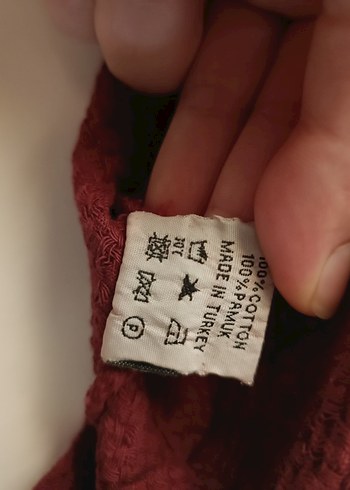 100% COTTON
100% PAMUK
MADE IN TURKEY
P